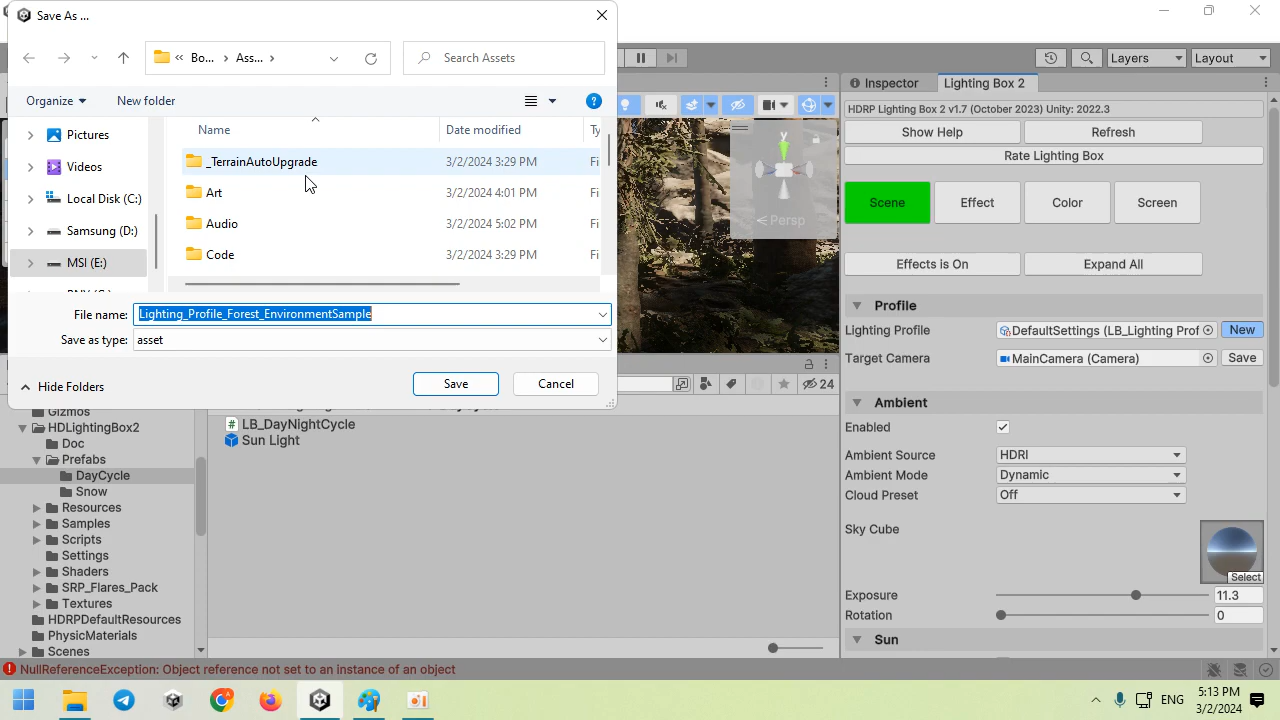 Save As ...
« Bo... › Ass... ›
Search Assets
Organize
New folder
Name
Date modified
Ty
Pictures
Videos
Local Disk (C:)
Samsung (D:)
MSI (E:)
_TerrainAutoUpgrade 3/2/2024 3:29 PM Fi
Art 3/2/2024 4:01 PM Fi
Audio 3/2/2024 5:02 PM Fi
Code 3/2/2024 3:29 PM Fi
File name: Lighting_Profile_Forest_EnvironmentSample
Save as type: asset
Hide Folders
Save
Cancel
Layers
Layout
Inspector
Lighting Box 2
HDRP Lighting Box 2 v1.7 (October 2023) Unity: 2022.3
Show Help
Refresh
Rate Lighting Box
Scene
Effect
Color
Screen
Effects is On
Expand All
Profile
Lighting Profile DefaultSettings (LB_Lighting Prof New
Target Camera MainCamera (Camera) Save
Ambient
Enabled
Ambient Source HDRI
Ambient Mode Dynamic
Cloud Preset Off
Sky Cube
Select
Exposure 11.3
Rotation 0
Sun
y
Persp
24
Gizmos
HDLightingBox2
Doc
Prefabs
DayCycle
Snow
Resources
Samples
Scripts
Settings
Shaders
SRP_Flares_Pack
Textures
HDRPDefaultResources
PhysicMaterials
Scenes
LB_DayNightCycle
Sun Light
NullReferenceException: Object reference not set to an instance of an object
ENG
5:13 PM
3/2/2024